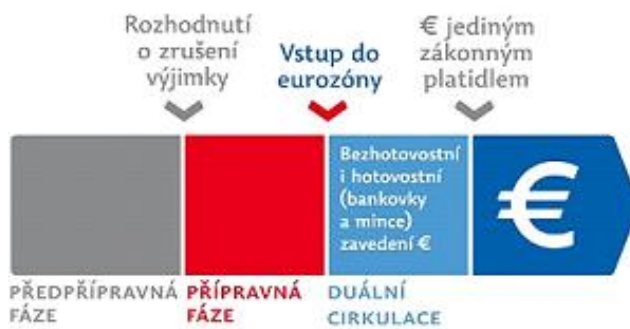 Rozhodnutí
o zrušení
výjimky
Vstup do
eurozóny
€ jediným
zákonným
platidlem
Bezhotovostní
i hotovostní
(bankovky
a mince)
zavedení €
€
PŘEDPŘÍPRAVNÁ
FÁZE
PŘÍPRAVNÁ
FÁZE
DUÁLNÍ
CIRKULACE